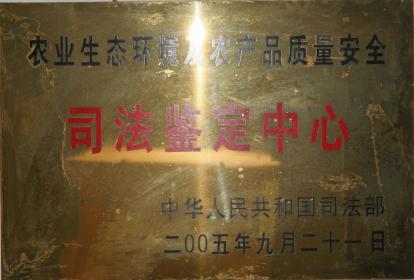 农业生态环境及农产品质量安全
司法鉴定中心
中华人民共和国司法部
二00五年九月二十一日